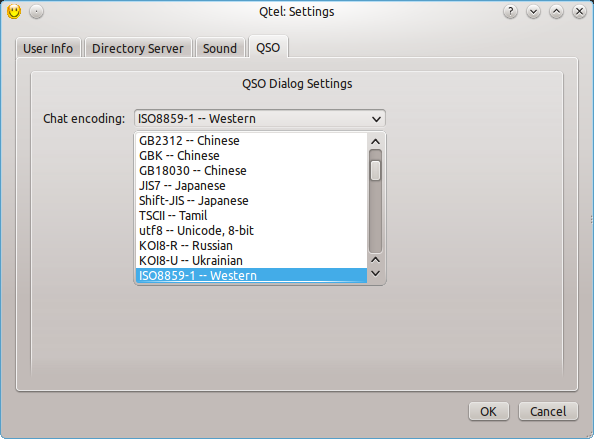 Qtel: Settings
User Info
Directory Server
Sound
QSO
QSO Dialog Settings
Chat encoding:
ISO8859-1 -- Western
GB2312 -- Chinese
GBK -- Chinese
GB18030 -- Chinese
JIS7 -- Japanese
Shift-JIS -- Japanese
TSCII -- Tamil
utf8 -- Unicode, 8-bit
KOI8-R -- Russian
KOI8-U -- Ukrainian
ISO8859-1 -- Western
OK
Cancel